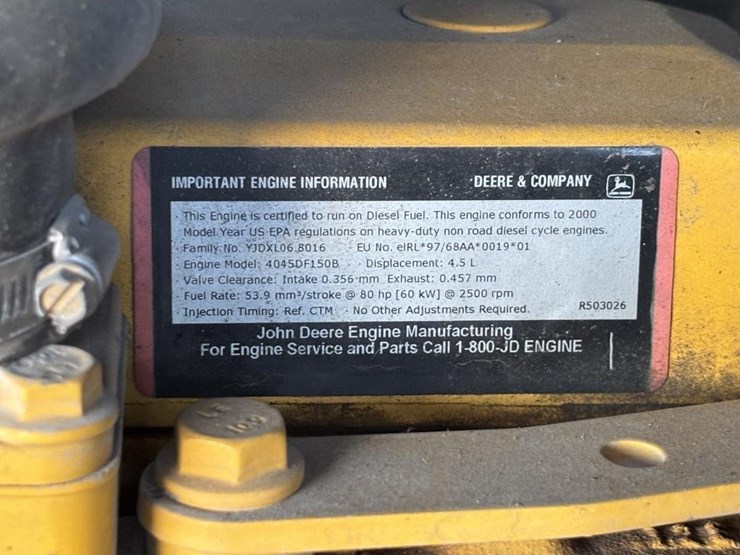 IMPORTANT ENGINE INFORMATION DEERE & COMPANY
· This Engine is certified to run on Diesel Fuel. This engine conforms to 2000
Model Year US EPA regulations on heavy-duty non road diesel cycle engines.
· Family No. YJDXL06.8016 · EU No. eIRL*97/68AA*0019*01
· Engine Model: 4045DF150B · Displacement: 4.5 L
· Valve Clearance: Intake 0.356 mm Exhaust: 0.457 mm
· Fuel Rate: 53.9 mm³/stroke @ 80 hp [60 kW] @ 2500 rpm
· Injection Timing: Ref. CTM · No Other Adjustments Required. R503026
John Deere Engine Manufacturing
For Engine Service and Parts Call 1-800-JD ENGINE
10.9